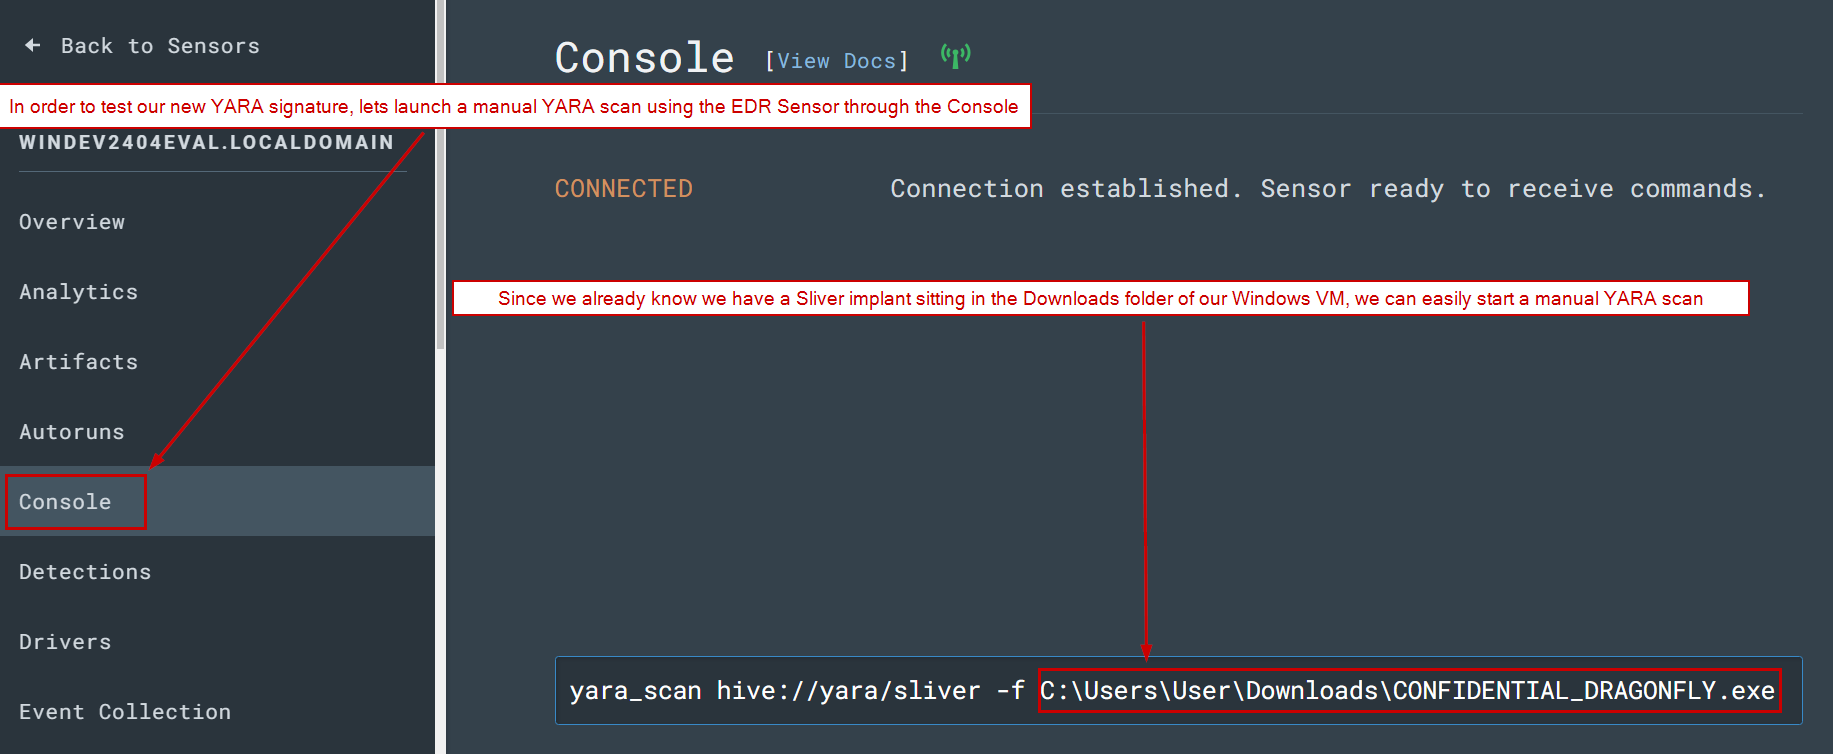 Back to Sensors
Console [View Docs]
In order to test our new YARA signature, lets launch a manual YARA scan using the EDR Sensor through the Console
WINDEV2404EVAL.LOCALDOMAIN
CONNECTED Connection established. Sensor ready to receive commands.
Overview
Analytics
Since we already know we have a Sliver implant sitting in the Downloads folder of our Windows VM, we can easily start a manual YARA scan
Artifacts
Autoruns
Console
Detections
Drivers
Event Collection
yara_scan hive://yara/sliver -f C:\Users\User\Downloads\CONFIDENTIAL_DRAGONFLY.exe